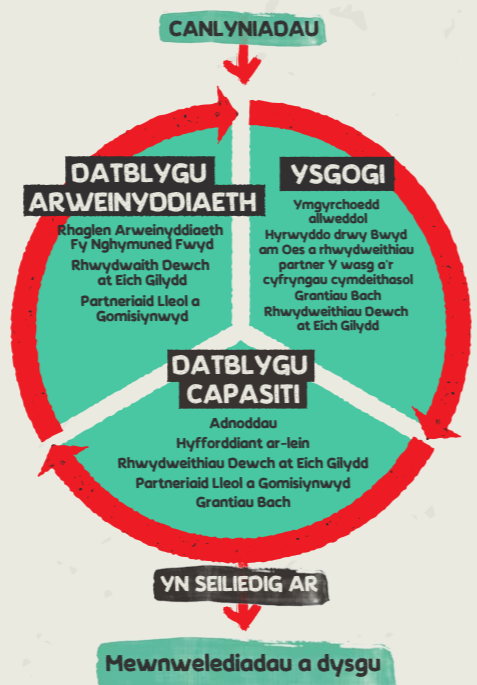 CANLYNIADAU
DATBLYGU
ARWEINYDDIAETH
Rhaglen Arweinyddiaeth
Fy Nghymuned Fwyd
Rhwydwaith Dewch
at Eich Gilydd
Partneriaid Lleol a
Gomisiynwyd
YSGOGI
Ymgyrchoedd
allweddol
Hyrwyddo drwy Bwyd
am Oes a rhwydweithiau
partner Y wasg a'r
cyfryngau cymdeithasol
Grantiau Bach
Rhwydweithiau Dewch
at Eich Gilydd
DATBLYGU
CAPASITI
Adnoddau
Hyfforddiant ar-lein
Rhwydweithiau Dewch at Eich Gilydd
Partneriaid Lleol a Gomisiynwyd
Grantiau Bach
YN SEILIEDIG AR
Mewnwelediadau a dysgu